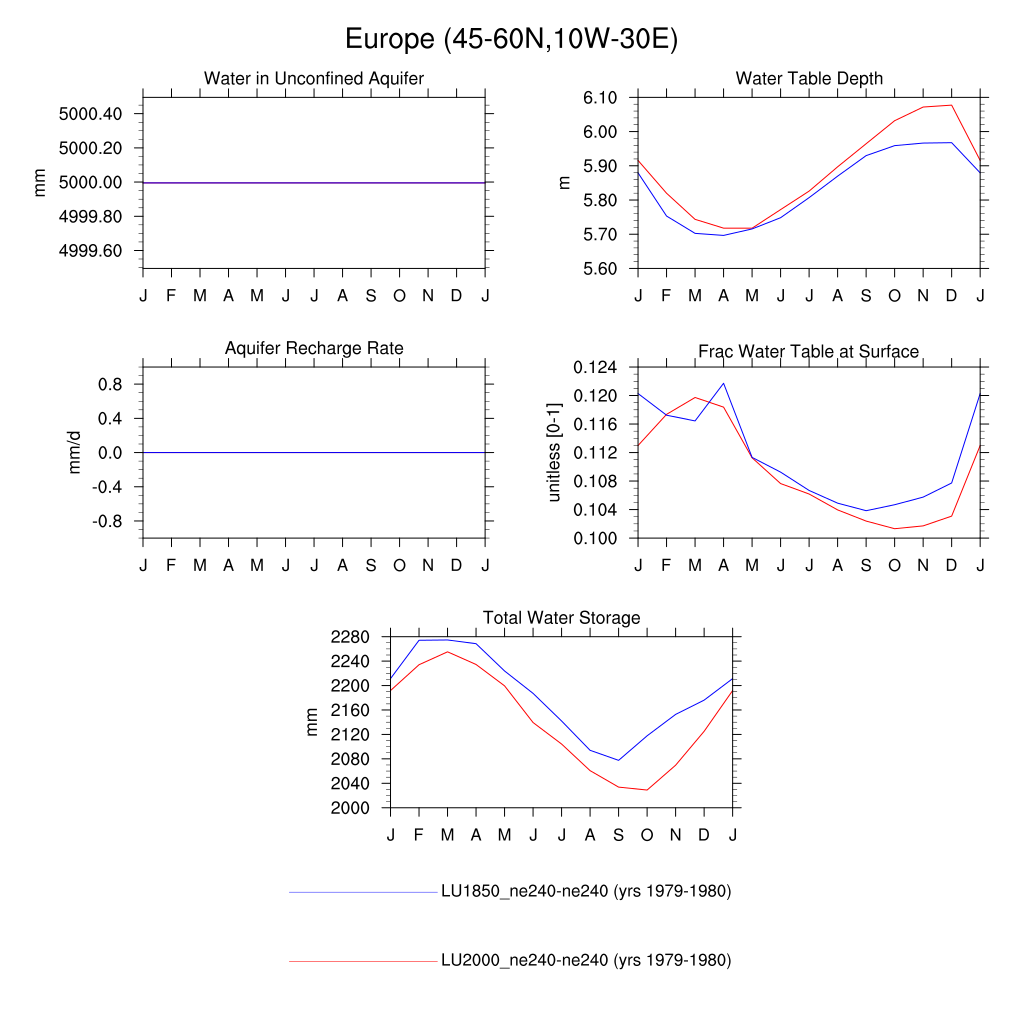 Europe (45-60N,10W-30E)
Water in Unconfined Aquifer
5000.40
5000.20
5000.00
4999.80
4999.60
mm
J F M A M J J A S O N D J
Water Table Depth
6.10
6.00
5.90
5.80
5.70
5.60
m
J F M A M J J A S O N D J
Aquifer Recharge Rate
0.8
0.4
0.0
-0.4
-0.8
mm/d
J F M A M J J A S O N D J
Frac Water Table at Surface
0.124
0.120
0.116
0.112
0.108
0.104
0.100
unitless [0-1]
J F M A M J J A S O N D J
Total Water Storage
2280
2240
2200
2160
2120
2080
2040
2000
mm
J F M A M J J A S O N D J
LU1850_ne240-ne240 (yrs 1979-1980)
LU2000_ne240-ne240 (yrs 1979-1980)